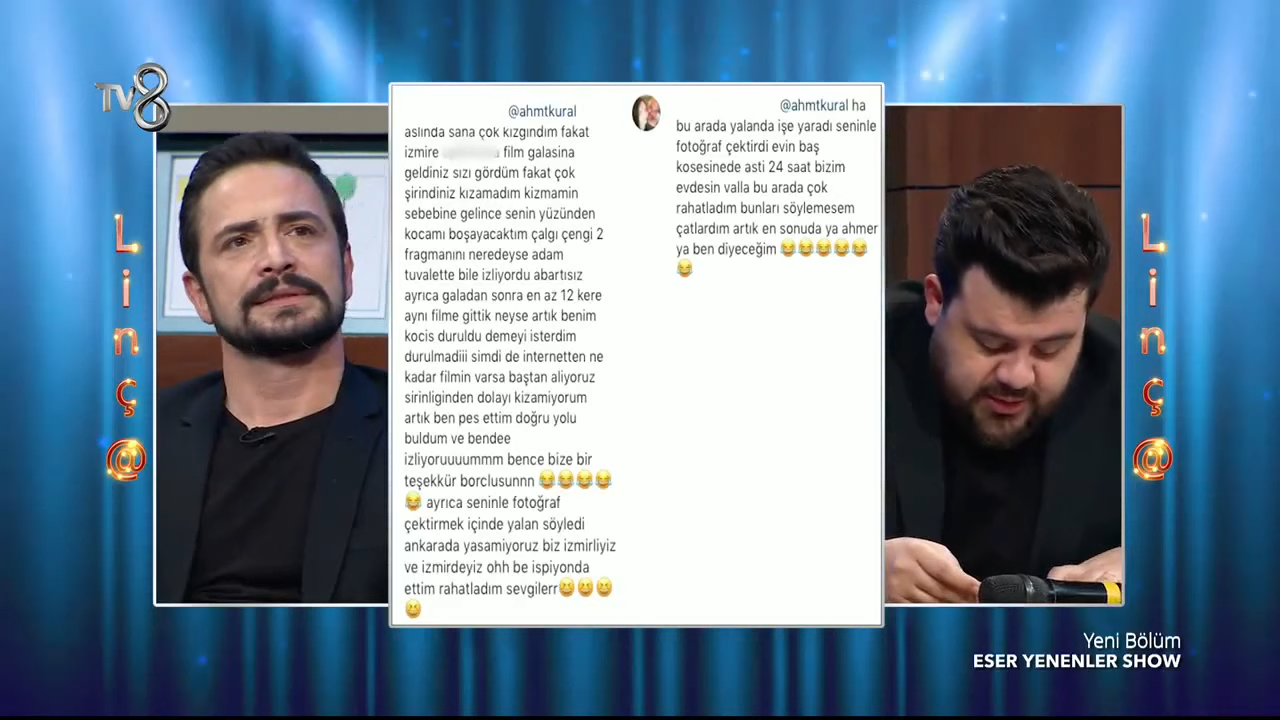 TV8
@ahmtkural
aslında sana çok kızgındım fakat
izmire film galasina
geldiniz sızı gördüm fakat çok
şirindiniz kızamadım kizmamin
sebebine gelince senin yüzünden
kocamı boşayacaktım çalgı çengi 2
fragmanını neredeyse adam
tuvalette bile izliyordu abartısız
ayrıca galadan sonra en az 12 kere
aynı filme gittik neyse artık benim
kocis duruldu demeyi isterdim
durulmadiii simdi de internetten ne
kadar filmin varsa baştan aliyoruz
sirinliginden dolayı kizamiyorum
artık ben pes ettim doğru yolu
buldum ve bendee
izliyoruuuummm bence bize bir
teşekkür borclusunnn 😂😂😂😂
😂 ayrıca seninle fotoğraf
çektirmek içinde yalan söyledi
ankarada yasamiyoruz biz izmirliyiz
ve izmirdeyiz ohh be ispiyonda
ettim rahatladım sevgilerr😆😆😆
😆
@ahmtkural ha
bu arada yalanda işe yaradı seninle
fotoğraf çektirdi evin baş
kosesinede asti 24 saat bizim
evdesin valla bu arada çok
rahatladım bunları söylemesem
çatlardım artık en sonuda ya ahmer
ya ben diyeceğim 😂😂😂😂😂
😂
Linç@
Linç@
Yeni Bölüm
ESER YENENLER SHOW